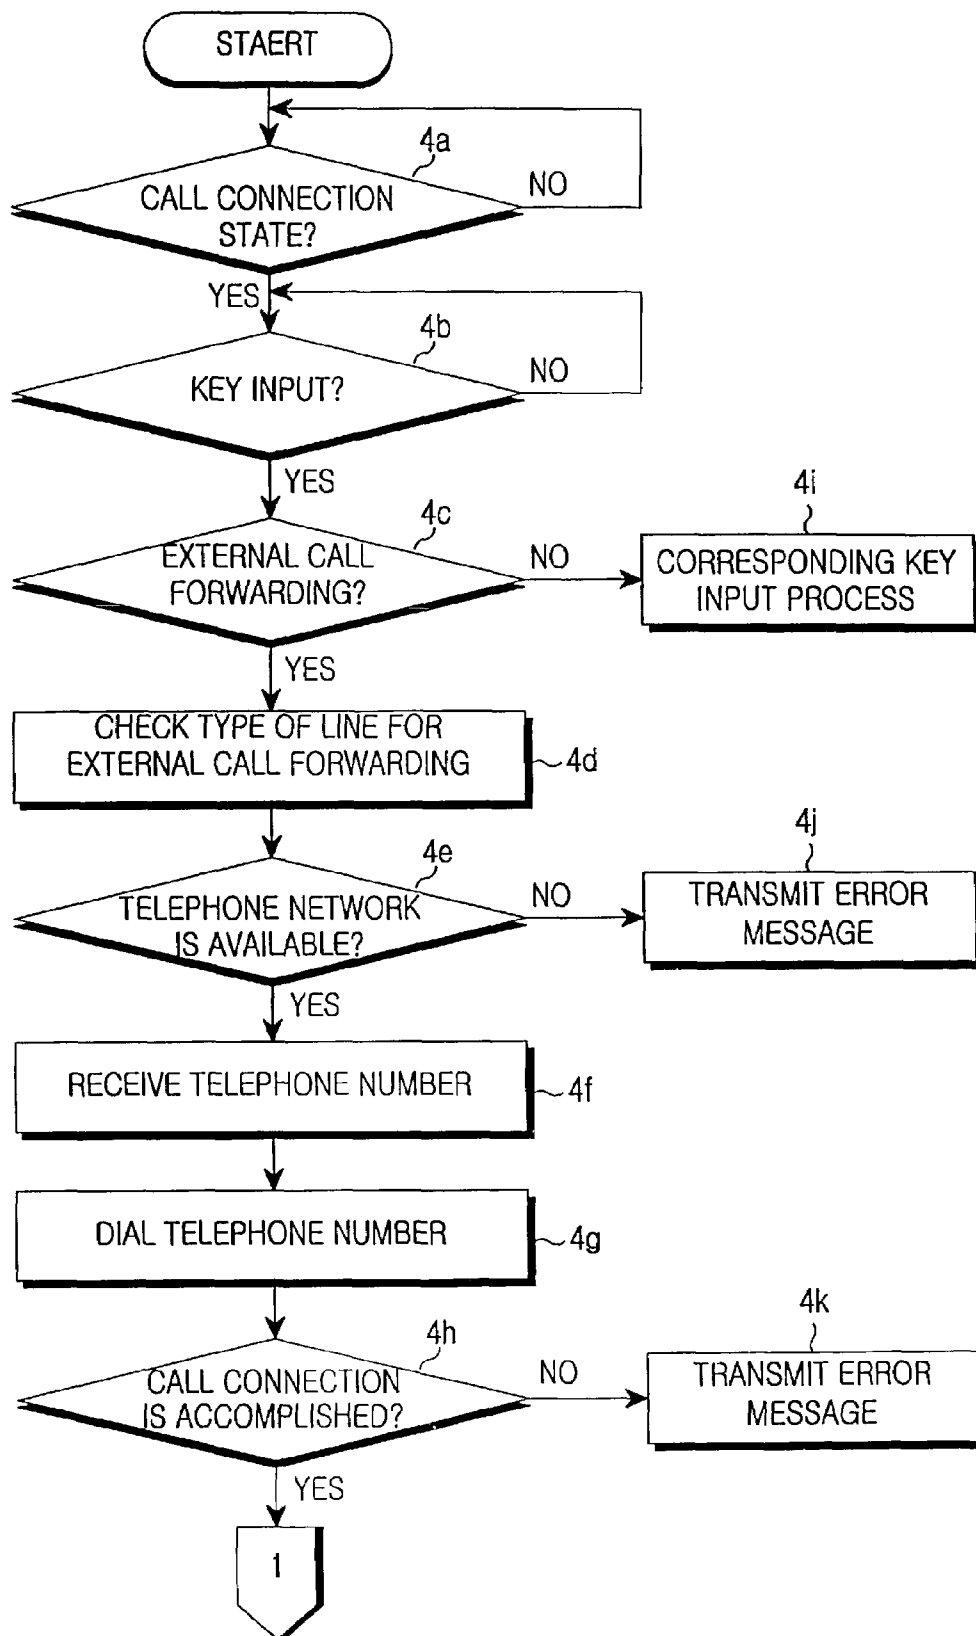 STAERT
4a
CALL CONNECTION
STATE?
NO
YES
4b
KEY INPUT?
NO
YES
4c
EXTERNAL CALL
FORWARDING?
NO
4i
CORRESPONDING KEY
INPUT PROCESS
YES
CHECK TYPE OF LINE FOR
EXTERNAL CALL FORWARDING
4d
4e
TELEPHONE NETWORK
IS AVAILABLE?
NO
4j
TRANSMIT ERROR
MESSAGE
YES
RECEIVE TELEPHONE NUMBER
4f
DIAL TELEPHONE NUMBER
4g
4h
CALL CONNECTION
IS ACCOMPLISHED?
NO
4k
TRANSMIT ERROR
MESSAGE
YES
1